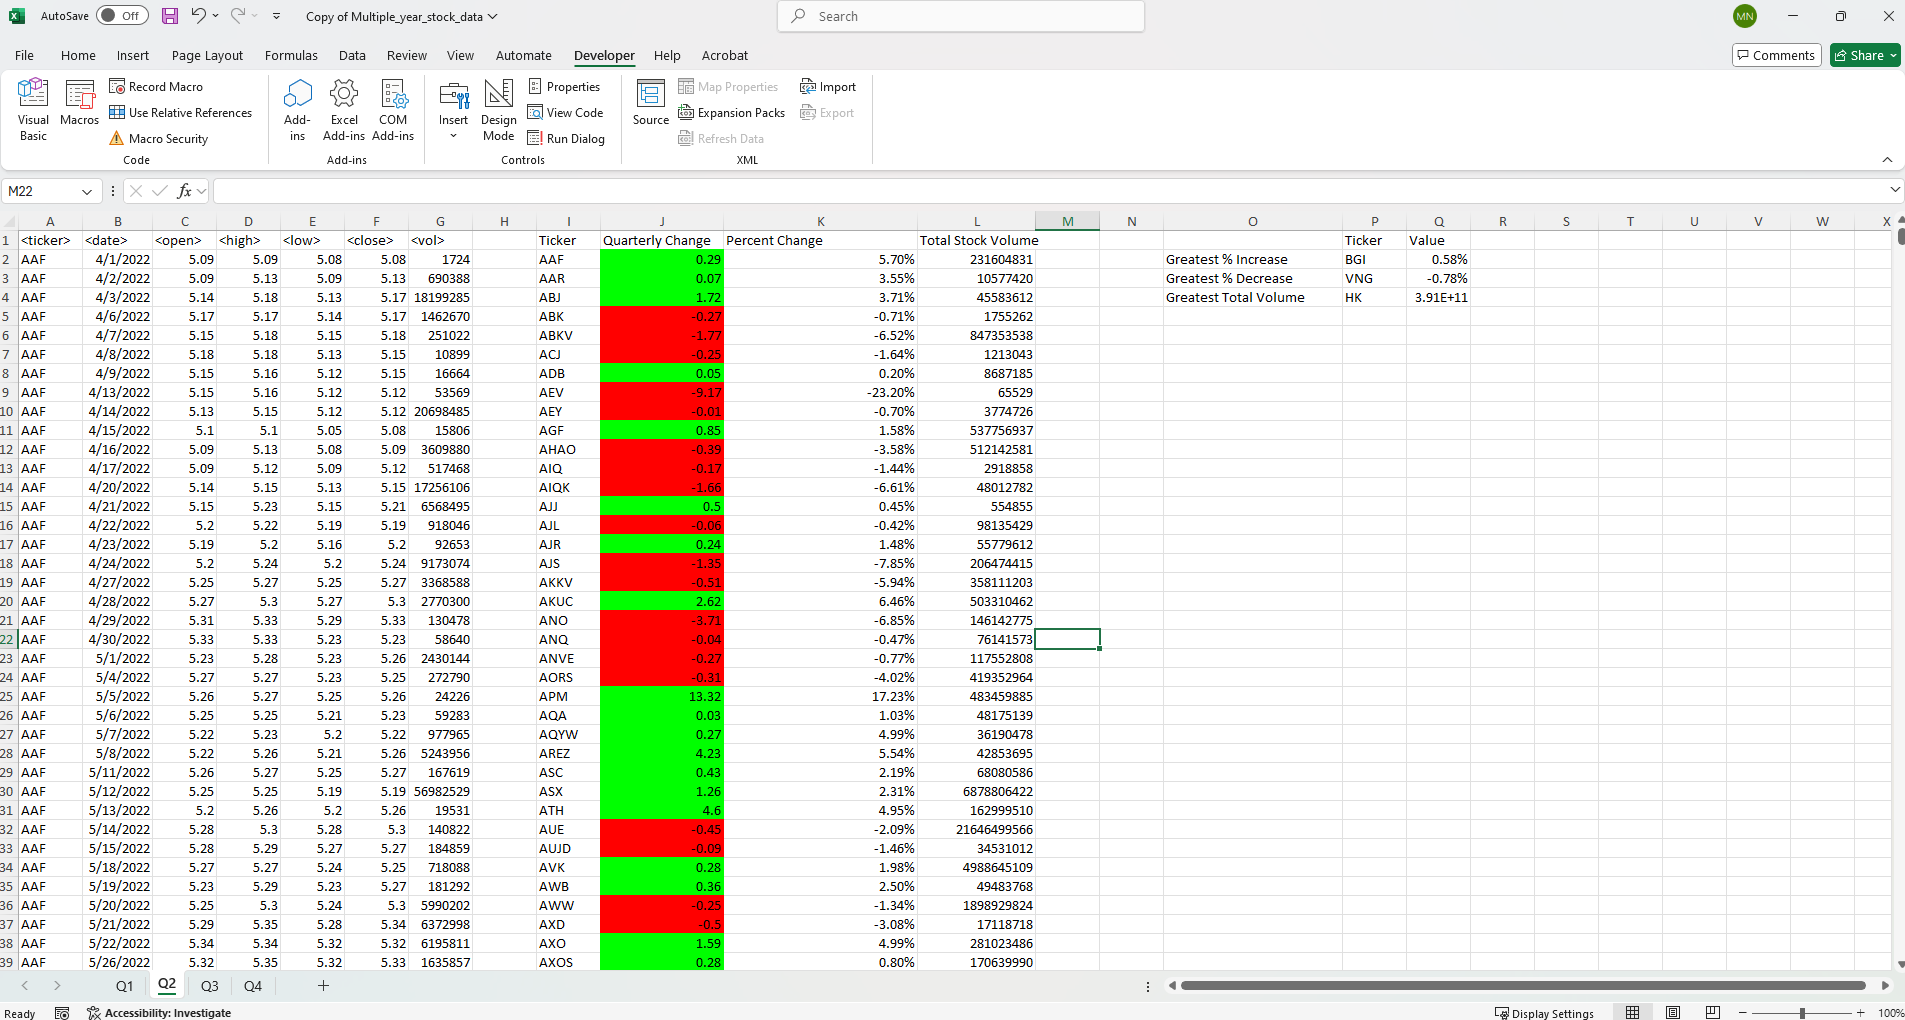 AutoSave Off Copy of Multiple_year_stock_data Search MN
File Home Insert Page Layout Formulas Data Review View Automate Developer Help Acrobat Comments Share
Visual Basic Macros Record Macro Use Relative References Macro Security Code
Add-ins Excel Add-ins COM Add-ins Add-ins
Insert Design Mode Properties View Code Run Dialog Controls
Source Map Properties Expansion Packs Refresh Data Import Export XML
M22 fx
A B C D E F G H I J K L M N O P Q R S T U V W X
1 <ticker> <date> <open> <high> <low> <close> <vol> Ticker Quarterly Change Percent Change Total Stock Volume Ticker Value
2 AAF 4/1/2022 5.09 5.09 5.08 5.08 1724 AAF 0.29 5.70% 231604831 Greatest % Increase BGI 0.58%
3 AAF 4/2/2022 5.09 5.13 5.09 5.13 690388 AAR 0.07 3.55% 10577420 Greatest % Decrease VNG -0.78%
4 AAF 4/3/2022 5.14 5.18 5.13 5.17 18199285 ABJ 1.72 3.71% 45583612 Greatest Total Volume HK 3.91E+11
5 AAF 4/6/2022 5.17 5.17 5.14 5.17 1462670 ABK -0.27 -0.71% 1755262
6 AAF 4/7/2022 5.15 5.18 5.15 5.18 251022 ABKV -1.77 -6.52% 847353538
7 AAF 4/8/2022 5.18 5.18 5.13 5.15 10899 ACJ -0.25 -1.64% 1213043
8 AAF 4/9/2022 5.15 5.16 5.12 5.15 16664 ADB 0.05 0.20% 8687185
9 AAF 4/13/2022 5.15 5.16 5.12 5.12 53569 AEV -9.17 -23.20% 65529
10 AAF 4/14/2022 5.13 5.15 5.12 5.12 20698485 AEY -0.01 -0.70% 3774726
11 AAF 4/15/2022 5.1 5.1 5.05 5.08 15806 AGF 0.85 1.58% 537756937
12 AAF 4/16/2022 5.09 5.13 5.08 5.09 3609880 AHAO -0.39 -3.58% 512142581
13 AAF 4/17/2022 5.09 5.12 5.09 5.12 517468 AIQ -0.17 -1.44% 2918858
14 AAF 4/20/2022 5.14 5.15 5.13 5.15 17256106 AIQK -1.66 -6.61% 48012782
15 AAF 4/21/2022 5.15 5.23 5.15 5.21 6568495 AJJ 0.5 0.45% 554855
16 AAF 4/22/2022 5.2 5.22 5.19 5.19 918046 AJL -0.06 -0.42% 98135429
17 AAF 4/23/2022 5.19 5.2 5.16 5.2 92653 AJR 0.24 1.48% 55779612
18 AAF 4/24/2022 5.2 5.24 5.2 5.24 9173074 AJS -1.35 -7.85% 206474415
19 AAF 4/27/2022 5.25 5.27 5.25 5.27 3368588 AKKV -0.51 -5.94% 358111203
20 AAF 4/28/2022 5.27 5.3 5.27 5.3 2770300 AKUC 2.62 6.46% 503310462
21 AAF 4/29/2022 5.31 5.33 5.29 5.33 130478 ANO -3.71 -6.85% 146142775
22 AAF 4/30/2022 5.33 5.33 5.23 5.23 58640 ANQ -0.04 -0.47% 76141573
23 AAF 5/1/2022 5.23 5.28 5.23 5.26 2430144 ANVE -0.27 -0.77% 117552808
24 AAF 5/4/2022 5.27 5.27 5.23 5.25 272790 AORS -0.31 -4.02% 419352964
25 AAF 5/5/2022 5.26 5.27 5.25 5.26 24226 APM 13.32 17.23% 483459885
26 AAF 5/6/2022 5.25 5.25 5.21 5.23 59283 AQA 0.03 1.03% 48175139
27 AAF 5/7/2022 5.22 5.23 5.2 5.22 977965 AQYW 0.27 4.99% 36190478
28 AAF 5/8/2022 5.22 5.26 5.21 5.26 5243956 AREZ 4.23 5.54% 42853695
29 AAF 5/11/2022 5.26 5.27 5.25 5.27 167619 ASC 0.43 2.19% 68080586
30 AAF 5/12/2022 5.25 5.25 5.19 5.19 56982529 ASX 1.26 2.31% 6878806422
31 AAF 5/13/2022 5.2 5.26 5.2 5.26 19531 ATH 4.6 4.95% 162999510
32 AAF 5/14/2022 5.28 5.3 5.28 5.3 140822 AUE -0.45 -2.09% 21646499566
33 AAF 5/15/2022 5.28 5.29 5.27 5.27 184859 AUJD -0.09 -1.46% 34531012
34 AAF 5/18/2022 5.27 5.27 5.24 5.25 718088 AVK 0.28 1.98% 4988645109
35 AAF 5/19/2022 5.23 5.29 5.23 5.27 181292 AWB 0.36 2.50% 49483768
36 AAF 5/20/2022 5.25 5.3 5.24 5.3 5990202 AWW -0.25 -1.34% 1898929824
37 AAF 5/21/2022 5.29 5.35 5.28 5.34 6372998 AXD -0.5 -3.08% 17118718
38 AAF 5/22/2022 5.34 5.34 5.32 5.32 6195811 AXO 1.59 4.99% 281023486
39 AAF 5/26/2022 5.32 5.35 5.32 5.33 1635857 AXOS 0.28 0.80% 170639990
Q1 Q2 Q3 Q4
Ready Accessibility: Investigate Display Settings 100%